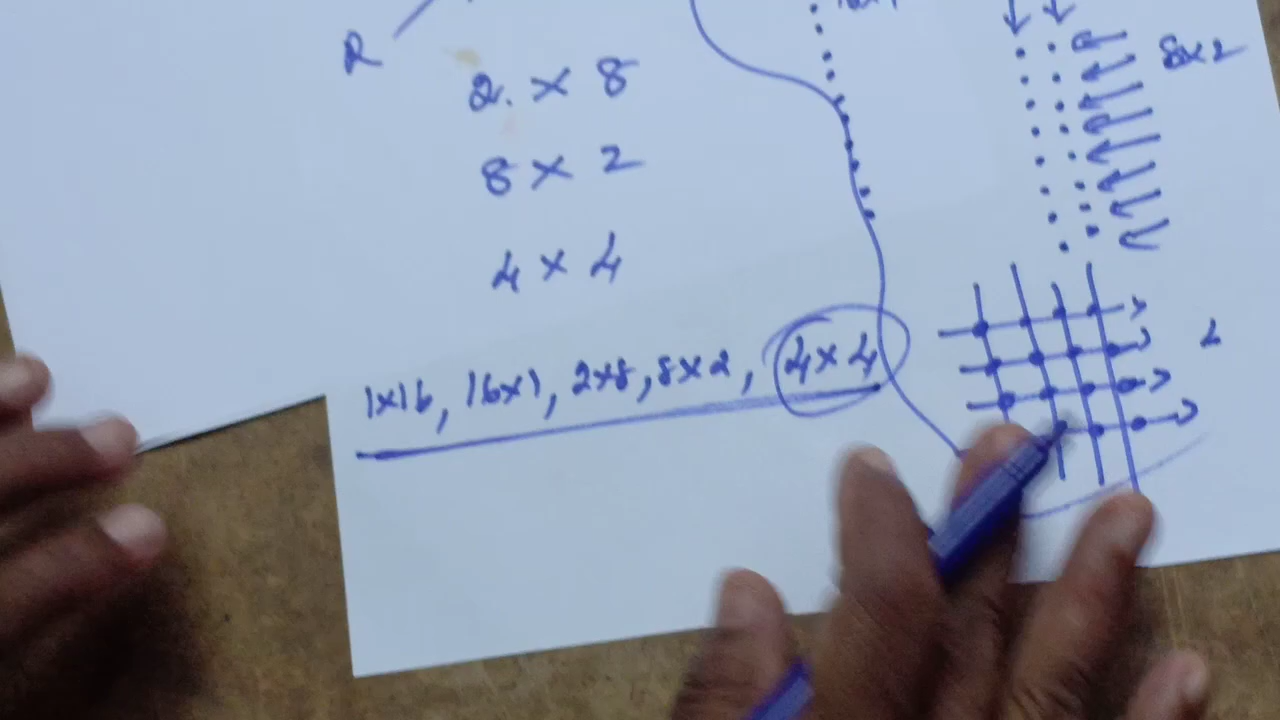 R
2. × 8
8 × 2
4 × 4
1×16, 16×1, 2×8, 8×2, 4×4
8×2